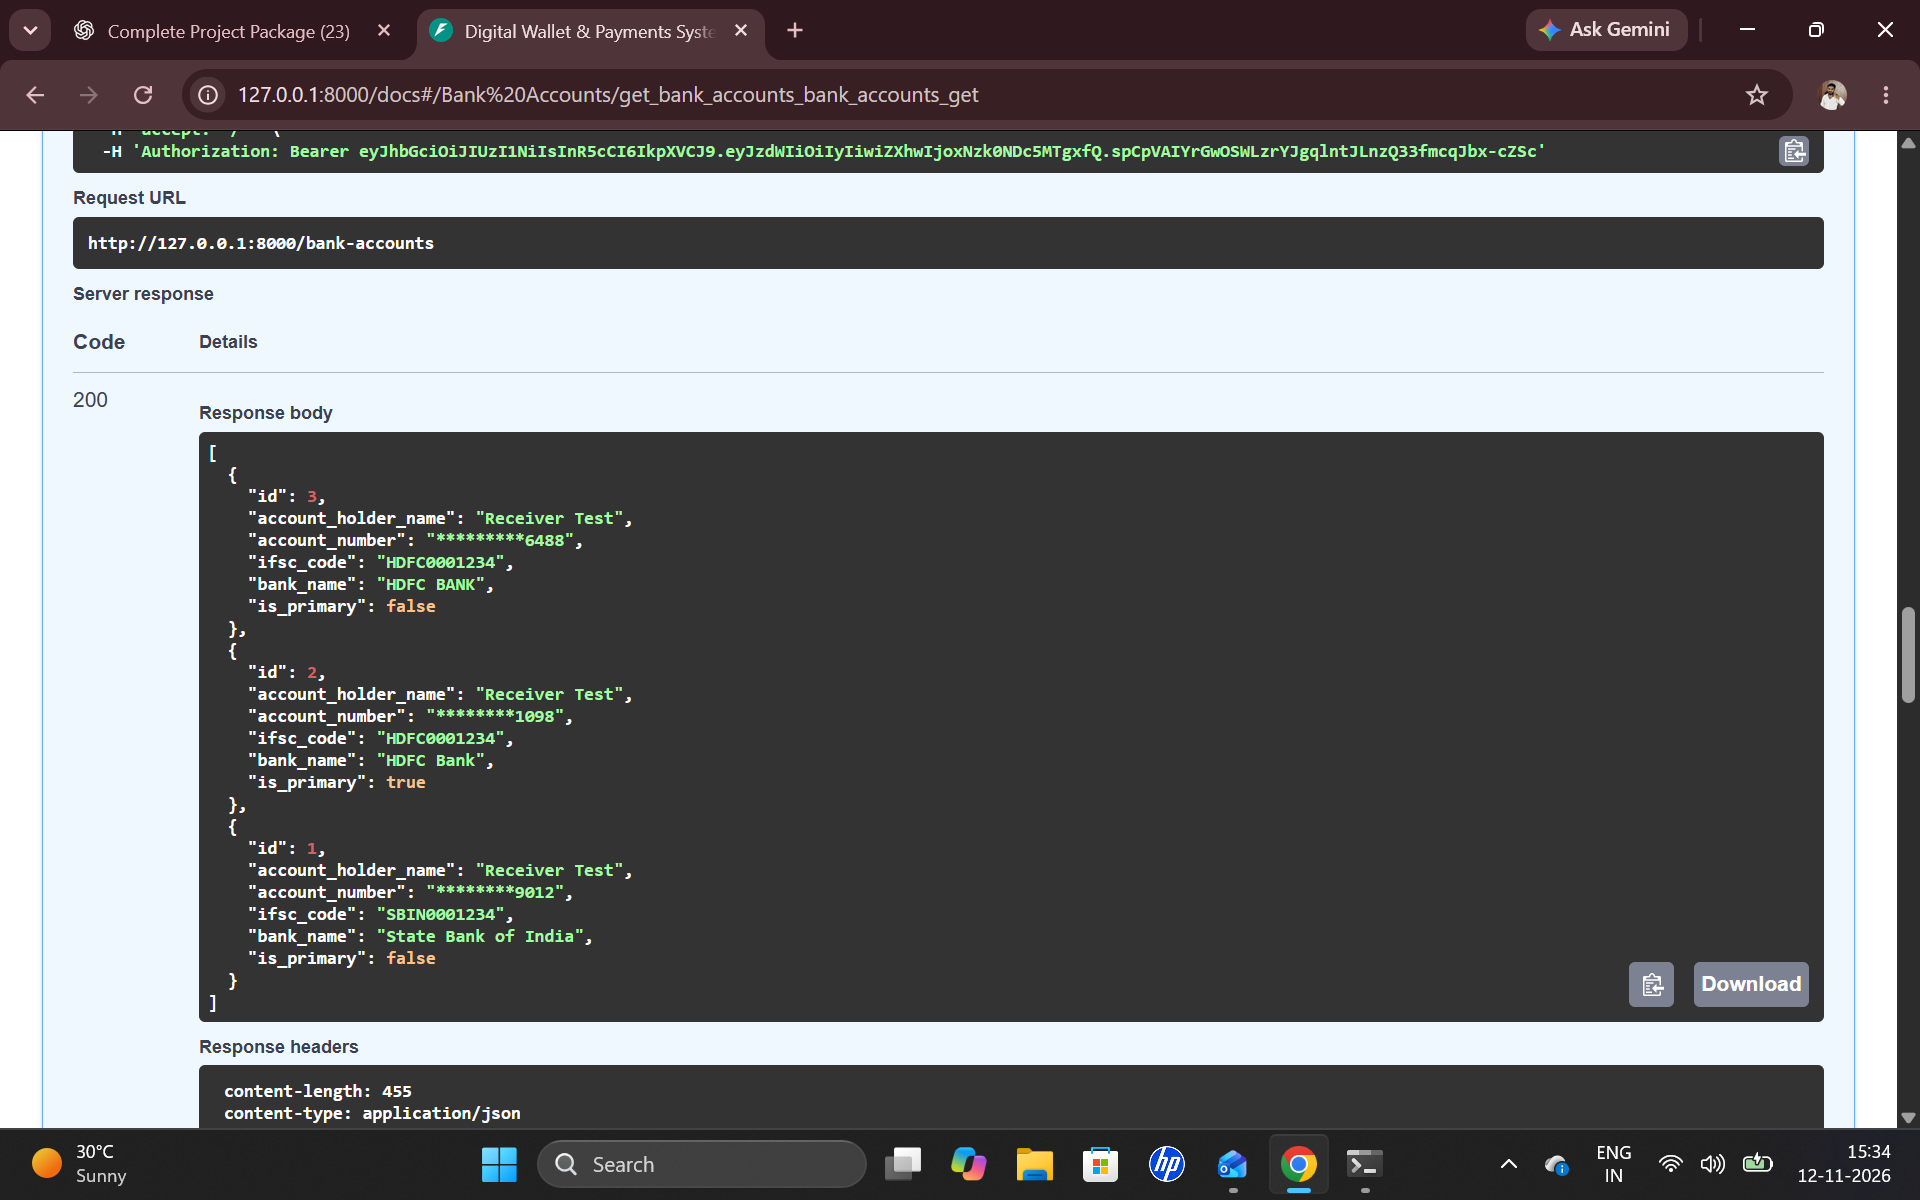 Complete Project Package (23)
Digital Wallet & Payments Syste
Ask Gemini
127.0.0.1:8000/docs#/Bank%20Accounts/get_bank_accounts_bank_accounts_get
-H 'accept: */*' \
-H 'Authorization: Bearer eyJhbGciOiJIUzI1NiIsInR5cCI6IkpXVCJ9.eyJzdWIiOiIyIiwiZXhwIjoxNzk0NDc5MTgxfQ.spCpVAIYrGwOSWLzrYJgqlntJLnzQ33fmcqJbx-cZSc'
Request URL
http://127.0.0.1:8000/bank-accounts
Server response
Code Details
200
Response body
[
{
"id": 3,
"account_holder_name": "Receiver Test",
"account_number": "*********6488",
"ifsc_code": "HDFC0001234",
"bank_name": "HDFC BANK",
"is_primary": false
},
{
"id": 2,
"account_holder_name": "Receiver Test",
"account_number": "********1098",
"ifsc_code": "HDFC0001234",
"bank_name": "HDFC Bank",
"is_primary": true
},
{
"id": 1,
"account_holder_name": "Receiver Test",
"account_number": "********9012",
"ifsc_code": "SBIN0001234",
"bank_name": "State Bank of India",
"is_primary": false
}
]
Download
Response headers
content-length: 455
content-type: application/json
30°C
Sunny
Search
hp
ENG
IN
15:34
12-11-2026